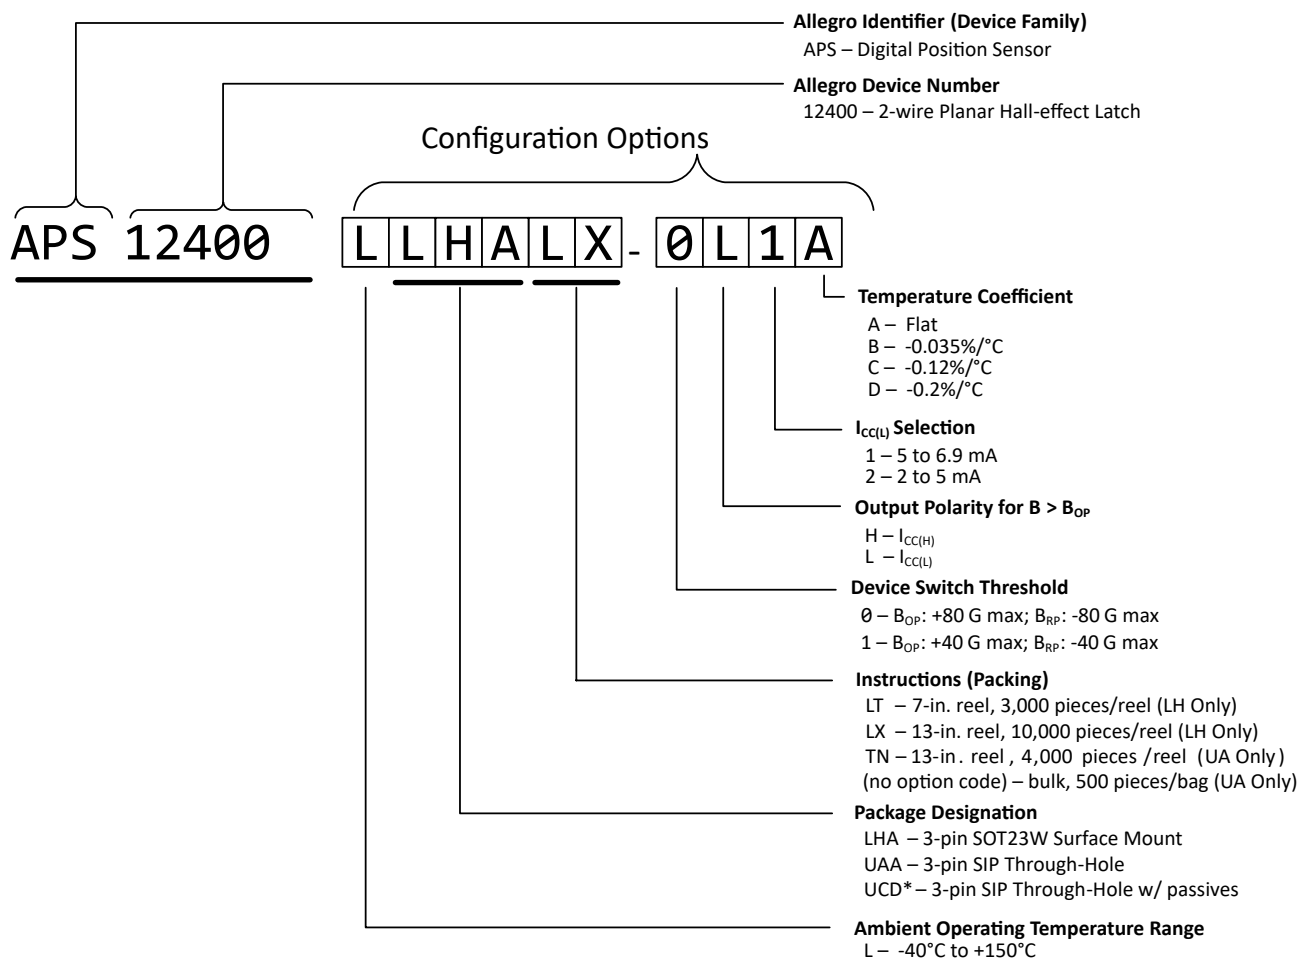 Allegro Identifier (Device Family)
APS – Digital Position Sensor
Allegro Device Number
12400 – 2-wire Planar Hall-effect Latch
Configuration Options
APS 12400 L L H A L X - 0 L 1 A
Temperature Coefficient
A – Flat
B – -0.035%/°C
C – -0.12%/°C
D – -0.2%/°C
ICC(L) Selection
1 – 5 to 6.9 mA
2 – 2 to 5 mA
Output Polarity for B > BOP
H – ICC(H)
L – ICC(L)
Device Switch Threshold
0 – BOP: +80 G max; BRP: -80 G max
1 – BOP: +40 G max; BRP: -40 G max
Instructions (Packing)
LT – 7-in. reel, 3,000 pieces/reel (LH Only)
LX – 13-in. reel, 10,000 pieces/reel (LH Only)
TN – 13-in. reel , 4,000 pieces /reel (UA Only)
(no option code) – bulk, 500 pieces/bag (UA Only)
Package Designation
LHA – 3-pin SOT23W Surface Mount
UAA – 3-pin SIP Through-Hole
UCD* – 3-pin SIP Through-Hole w/ passives
Ambient Operating Temperature Range
L – -40°C to +150°C